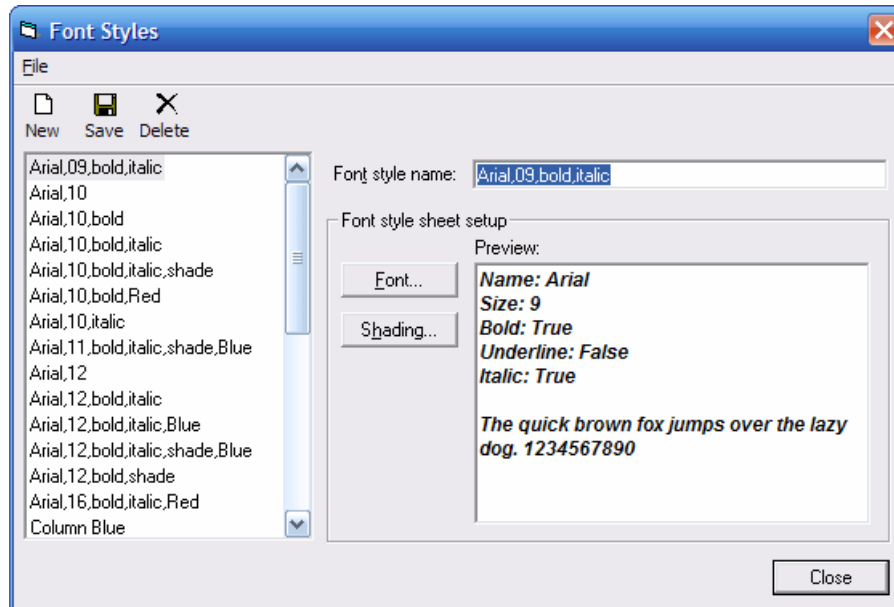 Font Styles
File
New Save Delete
Arial,09,bold,italic
Arial,10
Arial,10,bold
Arial,10,bold,italic
Arial,10,bold,italic,shade
Arial,10,bold,Red
Arial,10,italic
Arial,11,bold,italic,shade,Blue
Arial,12
Arial,12,bold,italic
Arial,12,bold,italic,Blue
Arial,12,bold,italic,shade,Blue
Arial,12,bold,shade
Arial,16,bold,italic,Red
Column Blue
Font style name: Arial,09,bold,italic
Font style sheet setup
Font...
Shading...
Preview:
Name: Arial
Size: 9
Bold: True
Underline: False
Italic: True
The quick brown fox jumps over the lazy
dog. 1234567890
Close